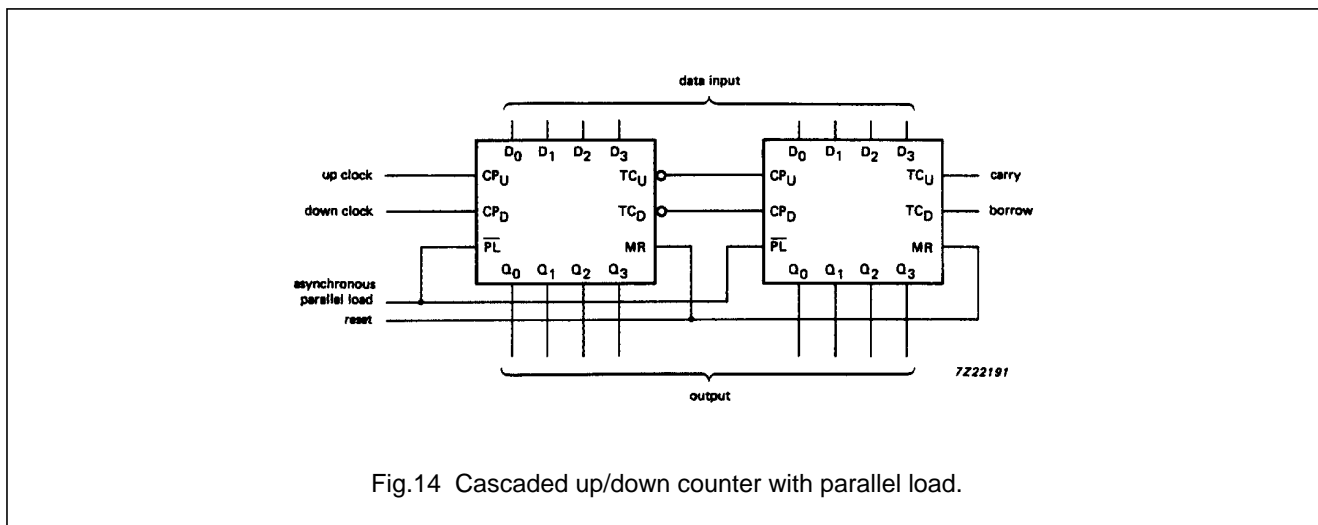 data input
D0 D1 D2 D3
D0 D1 D2 D3
up clock
CPU
TCU
CPU
TCU
carry
down clock
CPD
TCD
CPD
TCD
borrow
PL
MR
PL
MR
Q0 Q1 Q2 Q3
Q0 Q1 Q2 Q3
asynchronous
parallel load
reset
7Z22191
output
Fig.14 Cascaded up/down counter with parallel load.